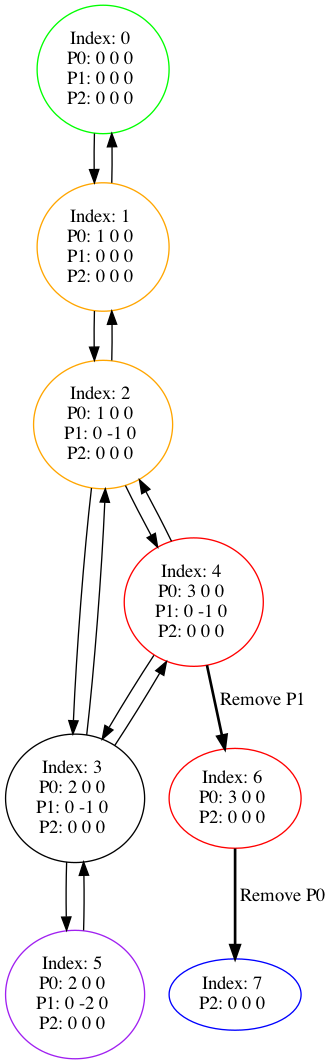 Index: 0
P0: 0 0 0
P1: 0 0 0
P2: 0 0 0
Index: 1
P0: 1 0 0
P1: 0 0 0
P2: 0 0 0
Index: 2
P0: 1 0 0
P1: 0 -1 0
P2: 0 0 0
Index: 4
P0: 3 0 0
P1: 0 -1 0
P2: 0 0 0
Remove P1
Index: 3
P0: 2 0 0
P1: 0 -1 0
P2: 0 0 0
Index: 6
P0: 3 0 0
P2: 0 0 0
Remove P0
Index: 5
P0: 2 0 0
P1: 0 -2 0
P2: 0 0 0
Index: 7
P2: 0 0 0